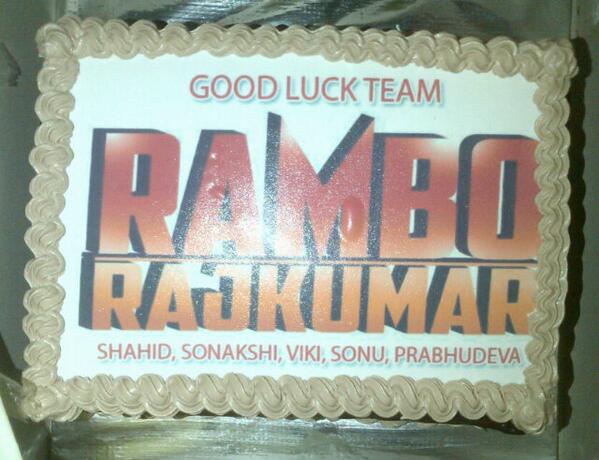 GOOD LUCK TEAM
RAMBO
RAJKUMAR
SHAHID, SONAKSHI, VIKI, SONU, PRABHUDEVA